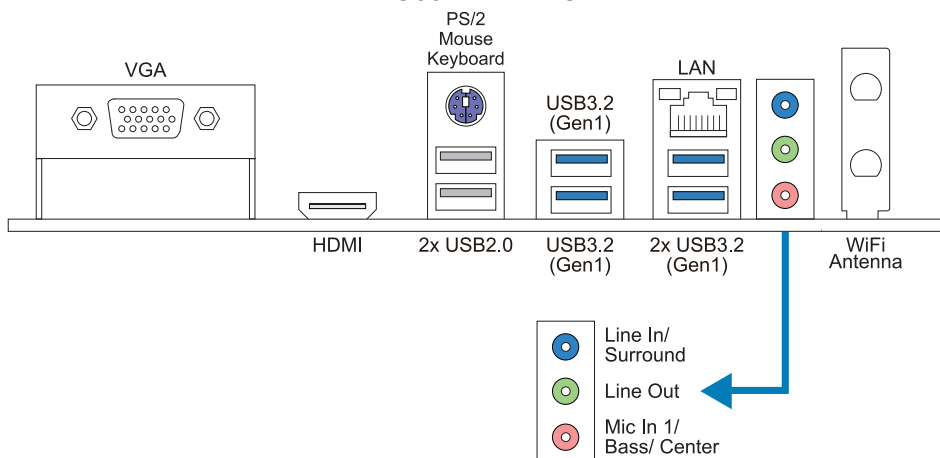 PS/2
Mouse
Keyboard
VGA
LAN
USB3.2
(Gen1)
HDMI
2x USB2.0
USB3.2
(Gen1)
2x USB3.2
(Gen1)
WiFi
Antenna
Line In/
Surround
Line Out
Mic In 1/
Bass/ Center